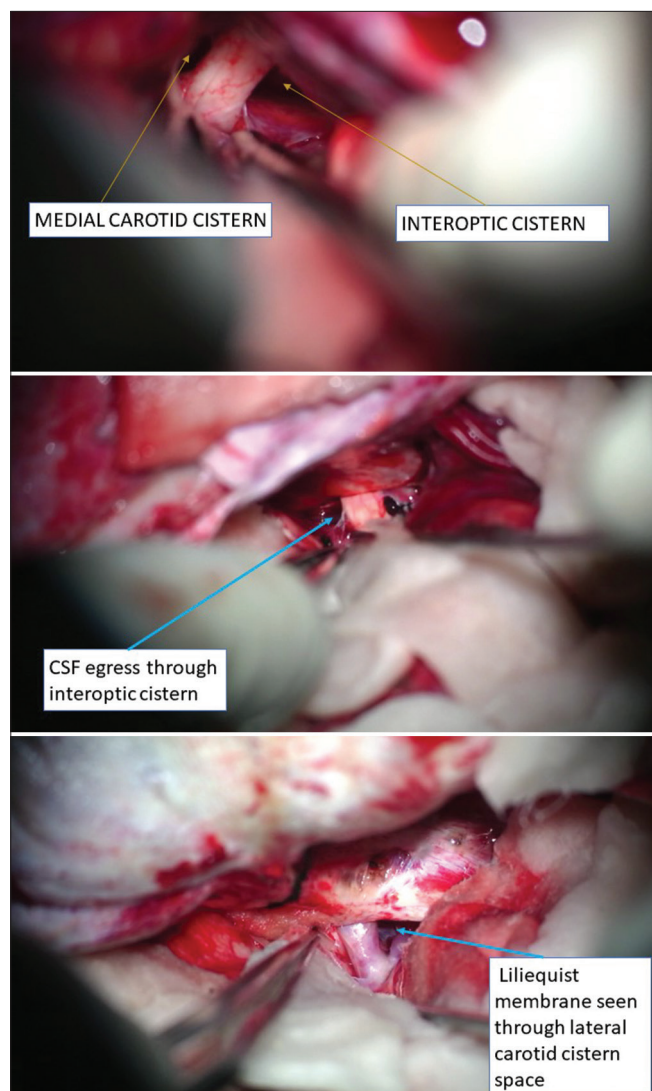 MEDIAL CAROTID CISTERN
INTEROPTIC CISTERN
CSF egress through
interoptic cistern
Liliequist
membrane seen
through lateral
carotid cistern
space